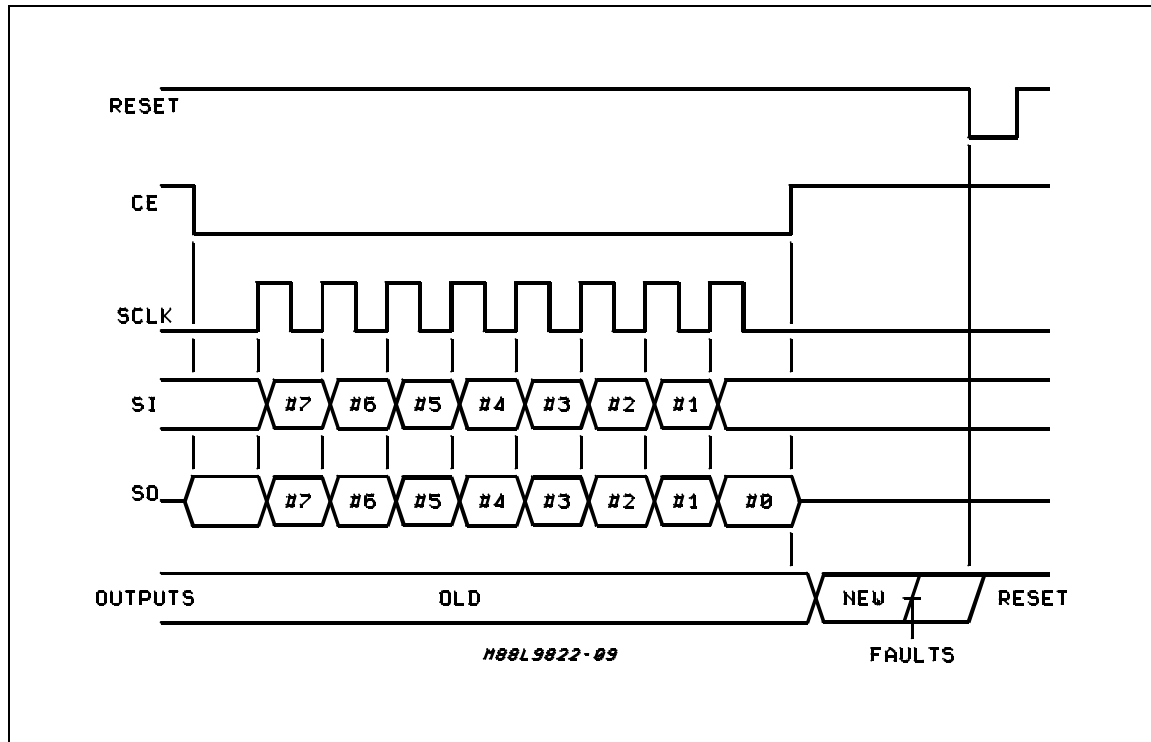 RESET
CE
SCLK
SI #7 #6 #5 #4 #3 #2 #1
SO #7 #6 #5 #4 #3 #2 #1 #0
OUTPUTS OLD NEW RESET
M88L9822-09 FAULTS